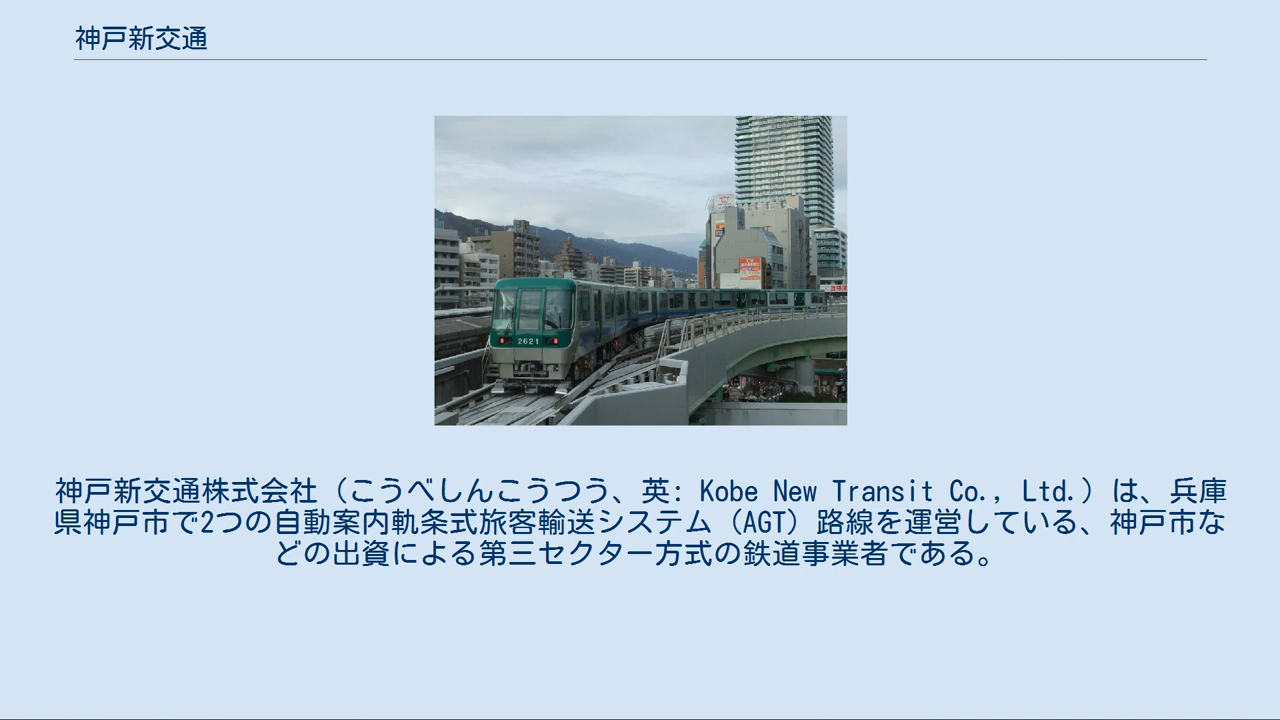 神戸新交通
2621
神戸新交通株式会社（こうべしんこうつう、英: Kobe New Transit Co., Ltd.）は、兵庫
県神戸市で2つの自動案内軌条式旅客輸送システム（AGT）路線を運営している、神戸市な
どの出資による第三セクター方式の鉄道事業者である。